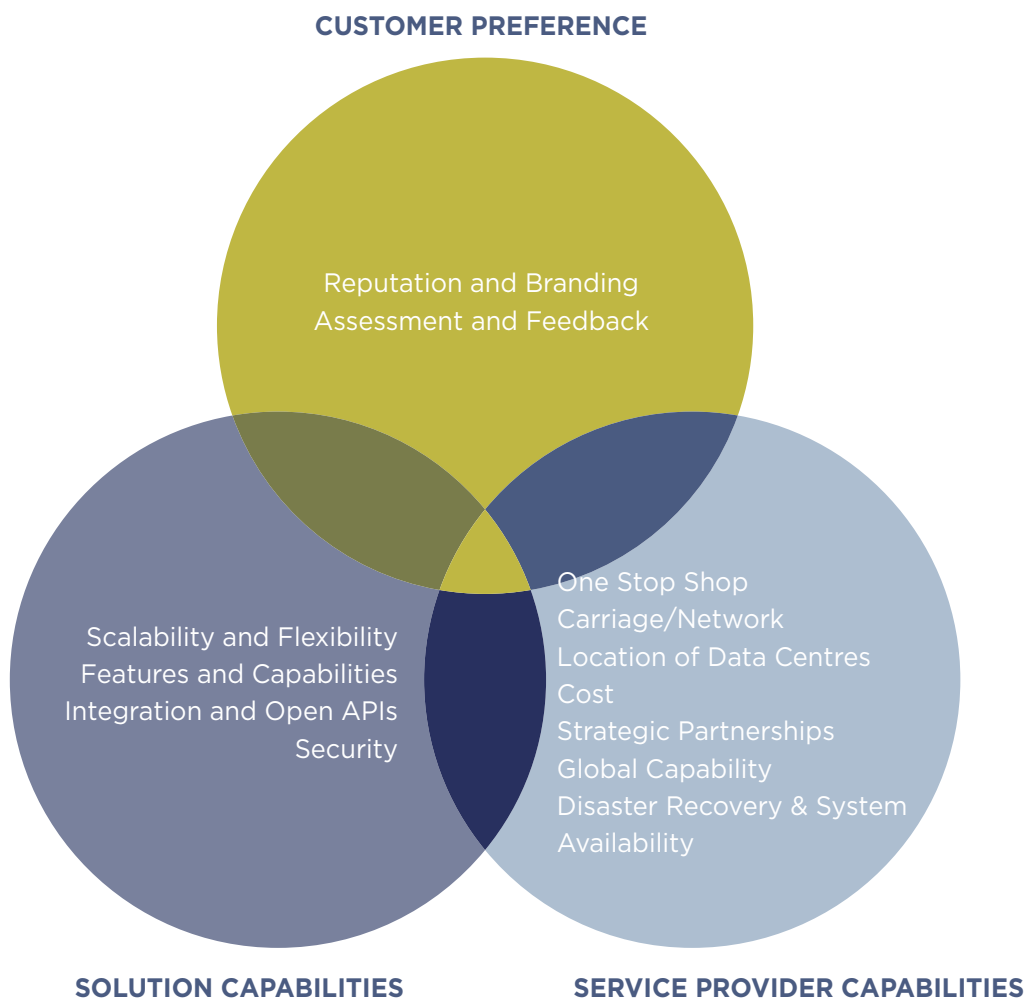 CUSTOMER PREFERENCE
Reputation and Branding
Assessment and Feedback
Scalability and Flexibility
Features and Capabilities
Integration and Open APIs
Security
One Stop Shop
Carriage/Network
Location of Data Centres
Cost
Strategic Partnerships
Global Capability
Disaster Recovery & System
Availability
SOLUTION CAPABILITIES
SERVICE PROVIDER CAPABILITIES